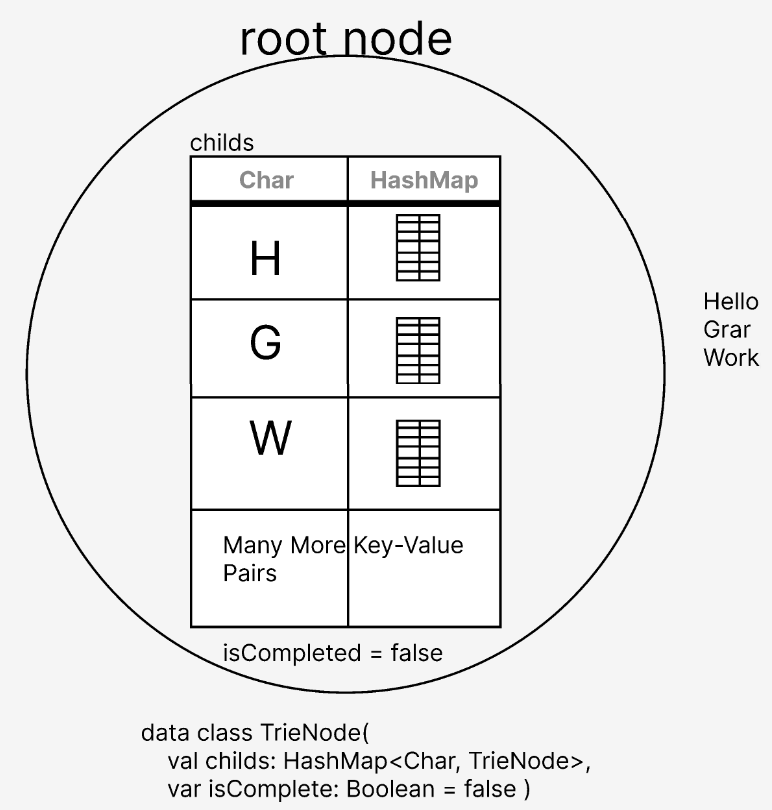 root node
childs
Char HashMap
H
G
W
Many More Key-Value
Pairs
isCompleted = false
Hello
Grar
Work
data class TrieNode(
val childs: HashMap<Char, TrieNode>,
var isComplete: Boolean = false )